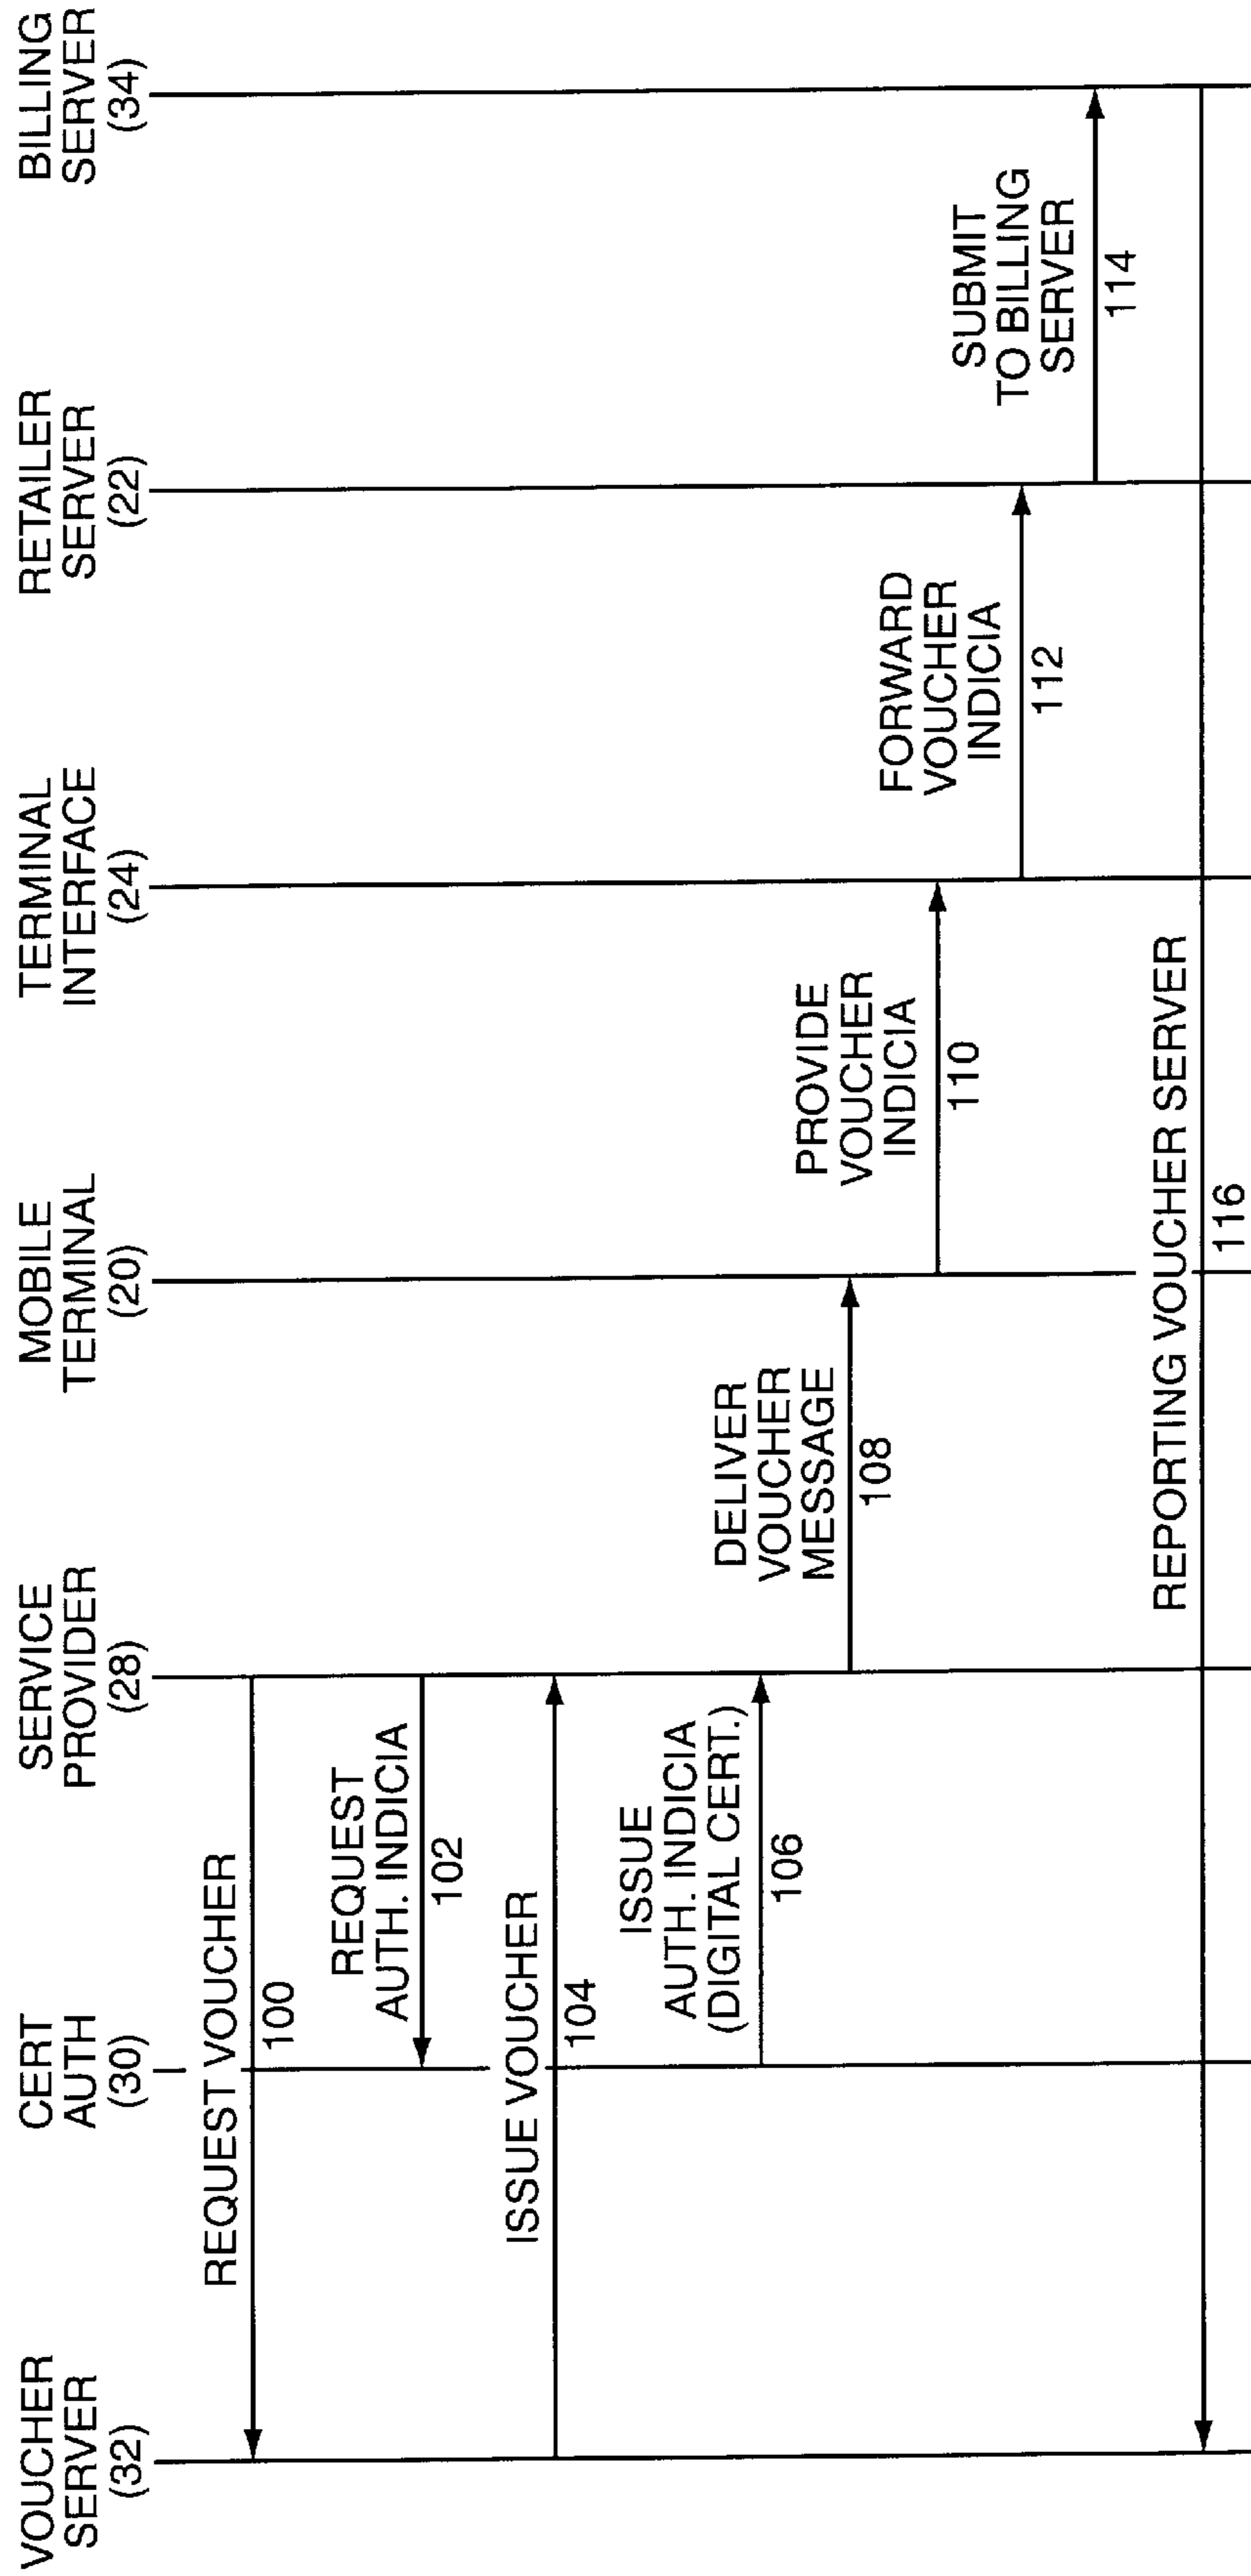 VOUCHER
SERVER
(32)
CERT
AUTH
(30)
SERVICE
PROVIDER
(28)
MOBILE
TERMINAL
(20)
TERMINAL
INTERFACE
(24)
RETAILER
SERVER
(22)
BILLING
SERVER
(34)
REQUEST VOUCHER
100
REQUEST
AUTH. INDICIA
102
ISSUE VOUCHER
104
ISSUE
AUTH. INDICIA
(DIGITAL CERT.)
106
DELIVER
VOUCHER
MESSAGE
108
PROVIDE
VOUCHER
INDICIA
110
FORWARD
VOUCHER
INDICIA
112
SUBMIT
TO BILLING
SERVER
114
REPORTING VOUCHER SERVER
116